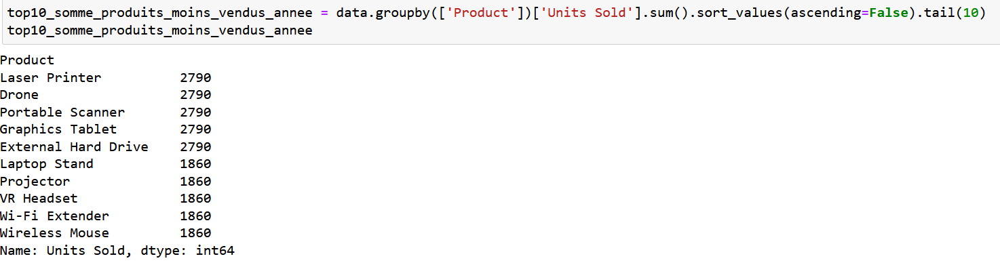 top10_somme_produits_moins_vendus_annee = data.groupby(['Product'])['Units Sold'].sum().sort_values(ascending=False).tail(10)
top10_somme_produits_moins_vendus_annee
Product
Laser Printer          2790
Drone                  2790
Portable Scanner       2790
Graphics Tablet        2790
External Hard Drive    2790
Laptop Stand           1860
Projector              1860
VR Headset             1860
Wi-Fi Extender         1860
Wireless Mouse         1860
Name: Units Sold, dtype: int64